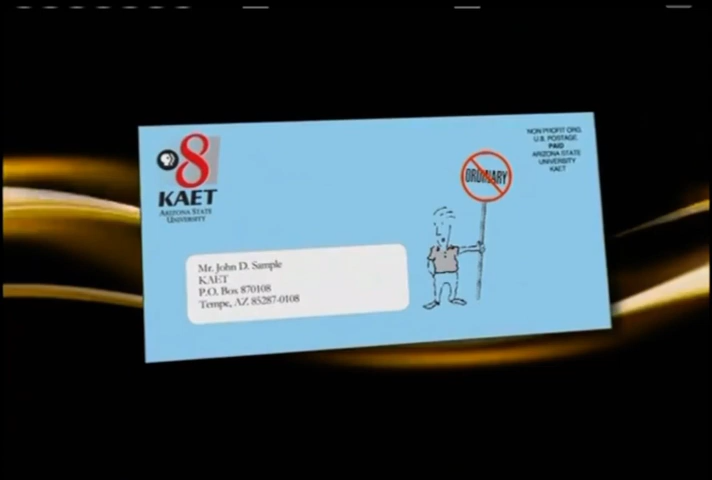 8
KAET
ARIZONA STATE
UNIVERSITY
NON PROFIT ORG.
U.S. POSTAGE
PAID
ARIZONA STATE
UNIVERSITY
KAET
ORDINARY
Mr. John D. Sample
KAET
P.O. Box 870108
Tempe, AZ 85287-0108